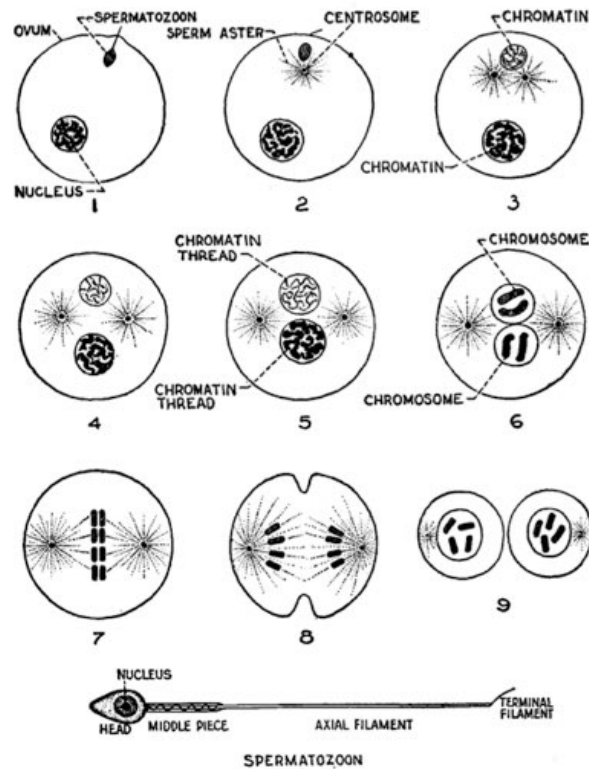 OVUM
SPERMATOZOON
NUCLEUS
1
SPERM ASTER
CENTROSOME
2
CHROMATIN
CHROMATIN
3
4
CHROMATIN
THREAD
CHROMATIN
THREAD
5
CHROMOSOME
CHROMOSOME
6
7
8
9
NUCLEUS
HEAD
MIDDLE PIECE
AXIAL FILAMENT
TERMINAL
FILAMENT
SPERMATOZOON